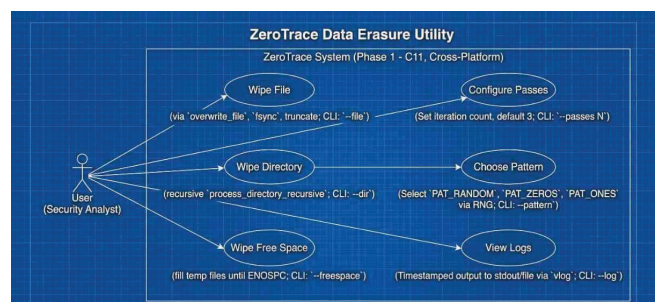 ZeroTrace Data Erasure Utility
ZeroTrace System (Phase 1 - C11, Cross-Platform)
Wipe File
(via `overwrite_file`, `fsync`, truncate; CLI: `--file`)
Configure Passes
(Set iteration count, default 3; CLI: `--passes N`)
User
(Security Analyst)
Wipe Directory
(recursive `process_directory_recursive`; CLI: --dir`)
Choose Pattern
(Select `PAT_RANDOM`, `PAT_ZEROS`, `PAT_ONES`
via RNG; CLI: --pattern`)
Wipe Free Space
(fill temp files until ENOSPC; CLI: `--freespace`)
View Logs
(Timestamped output to stdout/file via `vlog`; CLI: --log`)